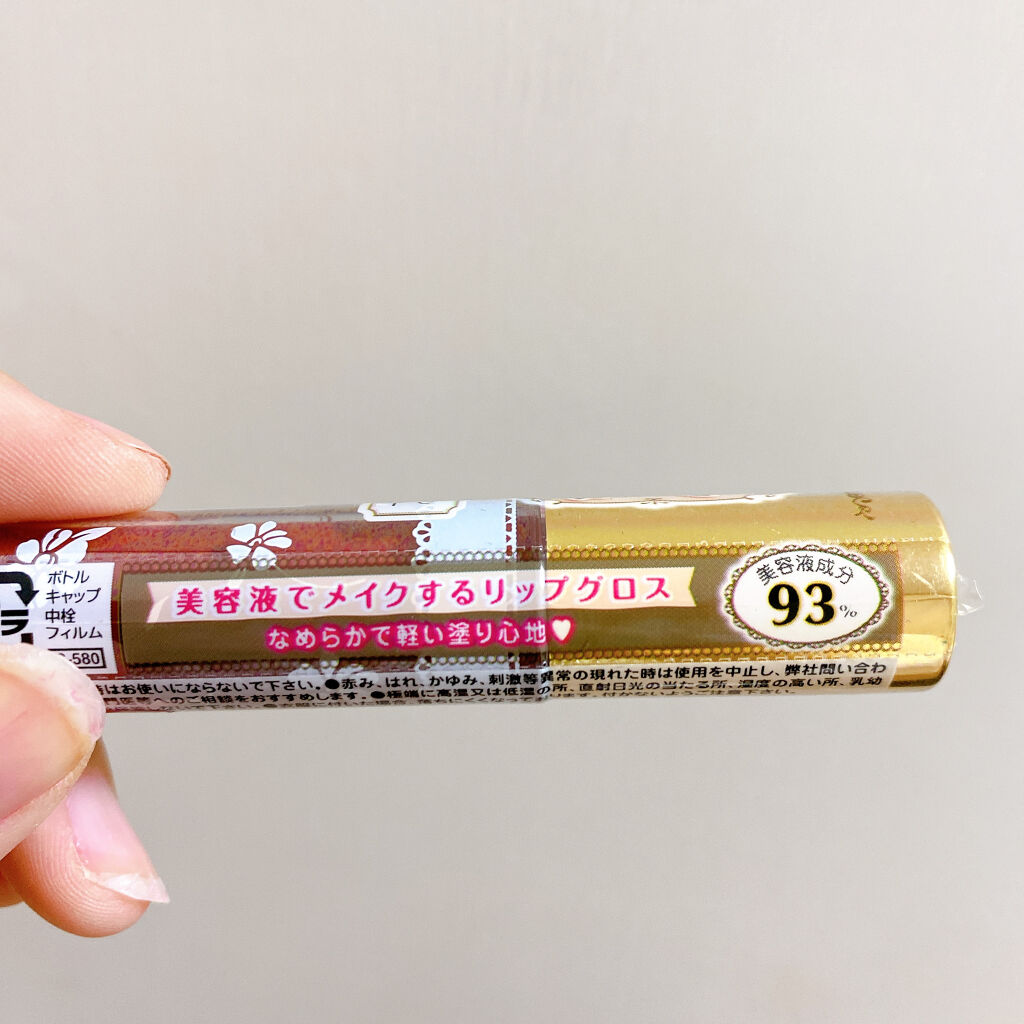 美容液でメイクするリップグロス
なめらかで軽い塗り心地♥
美容液成分
93%
ボトル
キャップ
中栓
フィルム
プラ
-580
はお使いにならないで下さい。●赤み、はれ、かゆみ、刺激等異常の現れた時は使用を中止し、弊社問い合わ
医等へのご相談をおすすめします。●極端に高温又は低温の所、直射日光の当たる所、湿度の高い所、乳幼